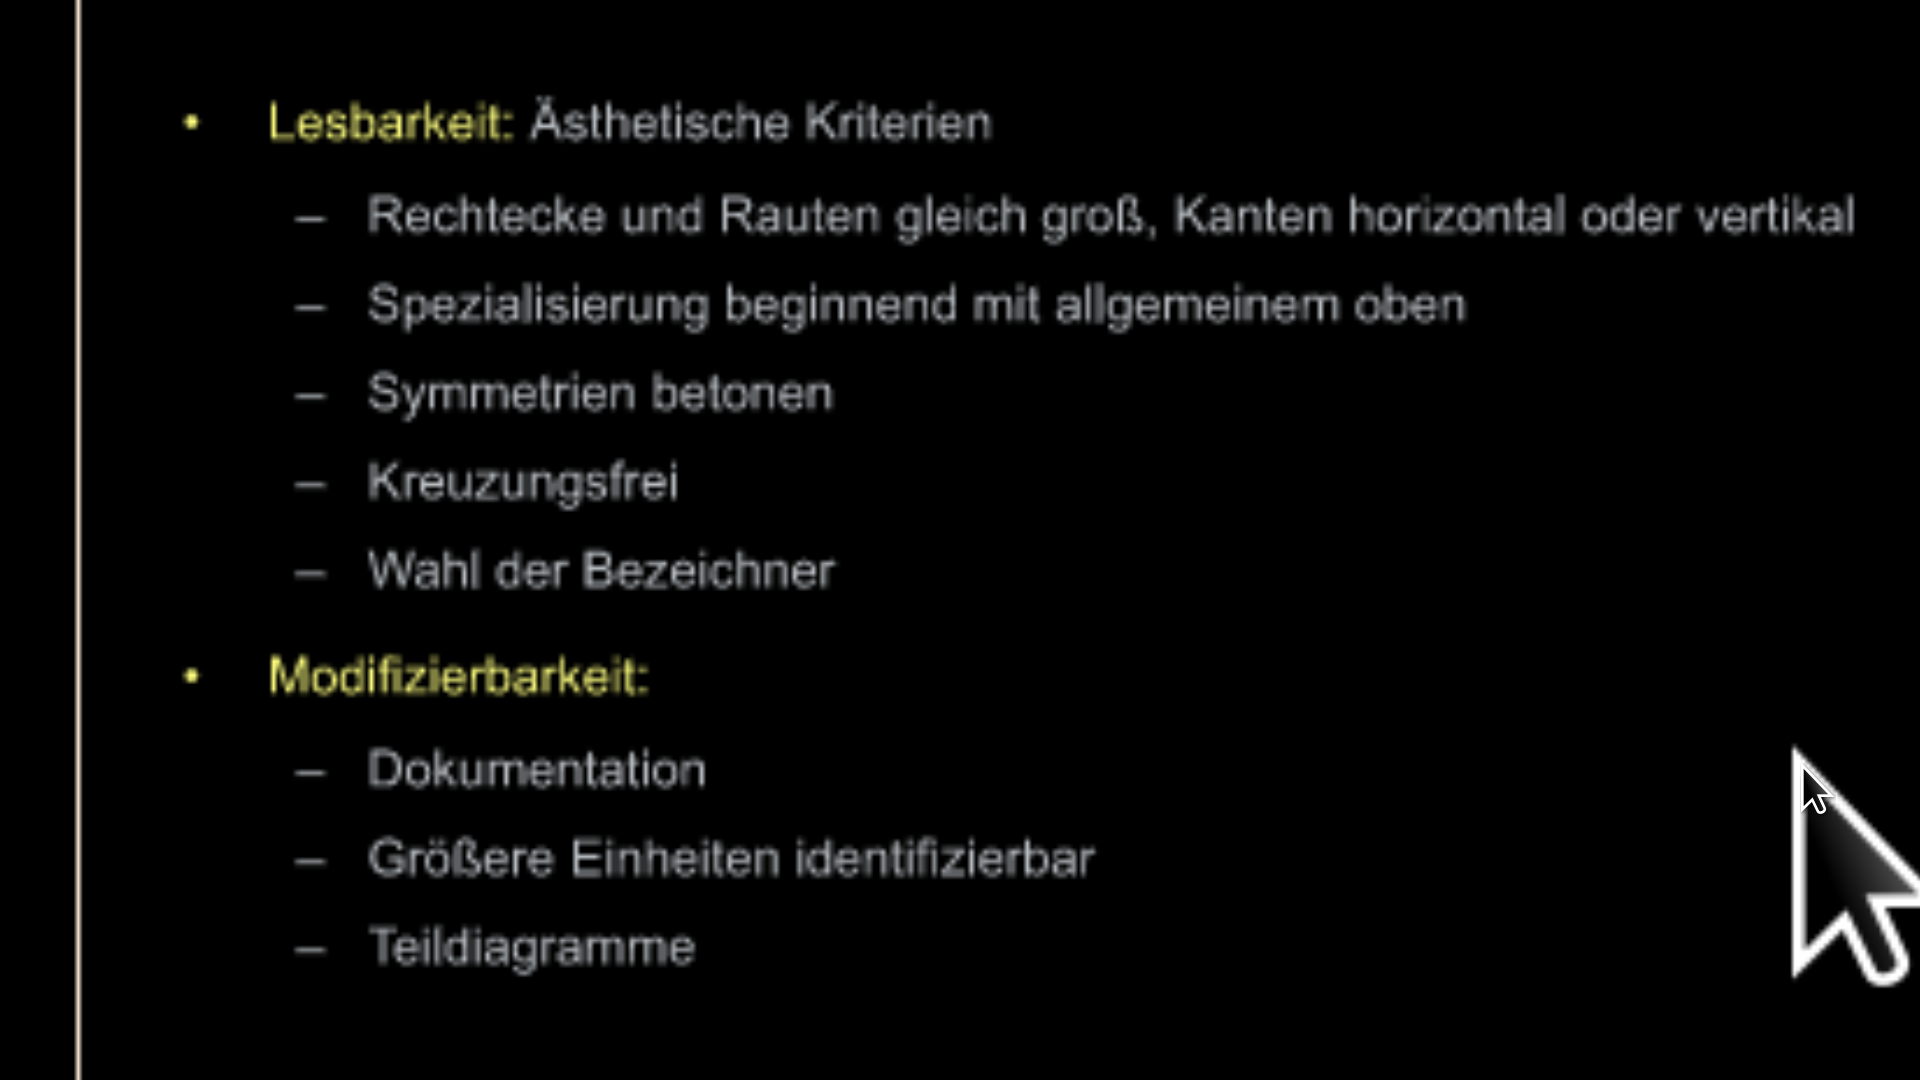 • Lesbarkeit: Ästhetische Kriterien
– Rechtecke und Rauten gleich groß, Kanten horizontal oder vertikal
– Spezialisierung beginnend mit allgemeinem oben
– Symmetrien betonen
– Kreuzungsfrei
– Wahl der Bezeichner
• Modifizierbarkeit:
– Dokumentation
– Größere Einheiten identifizierbar
– Teildiagramme